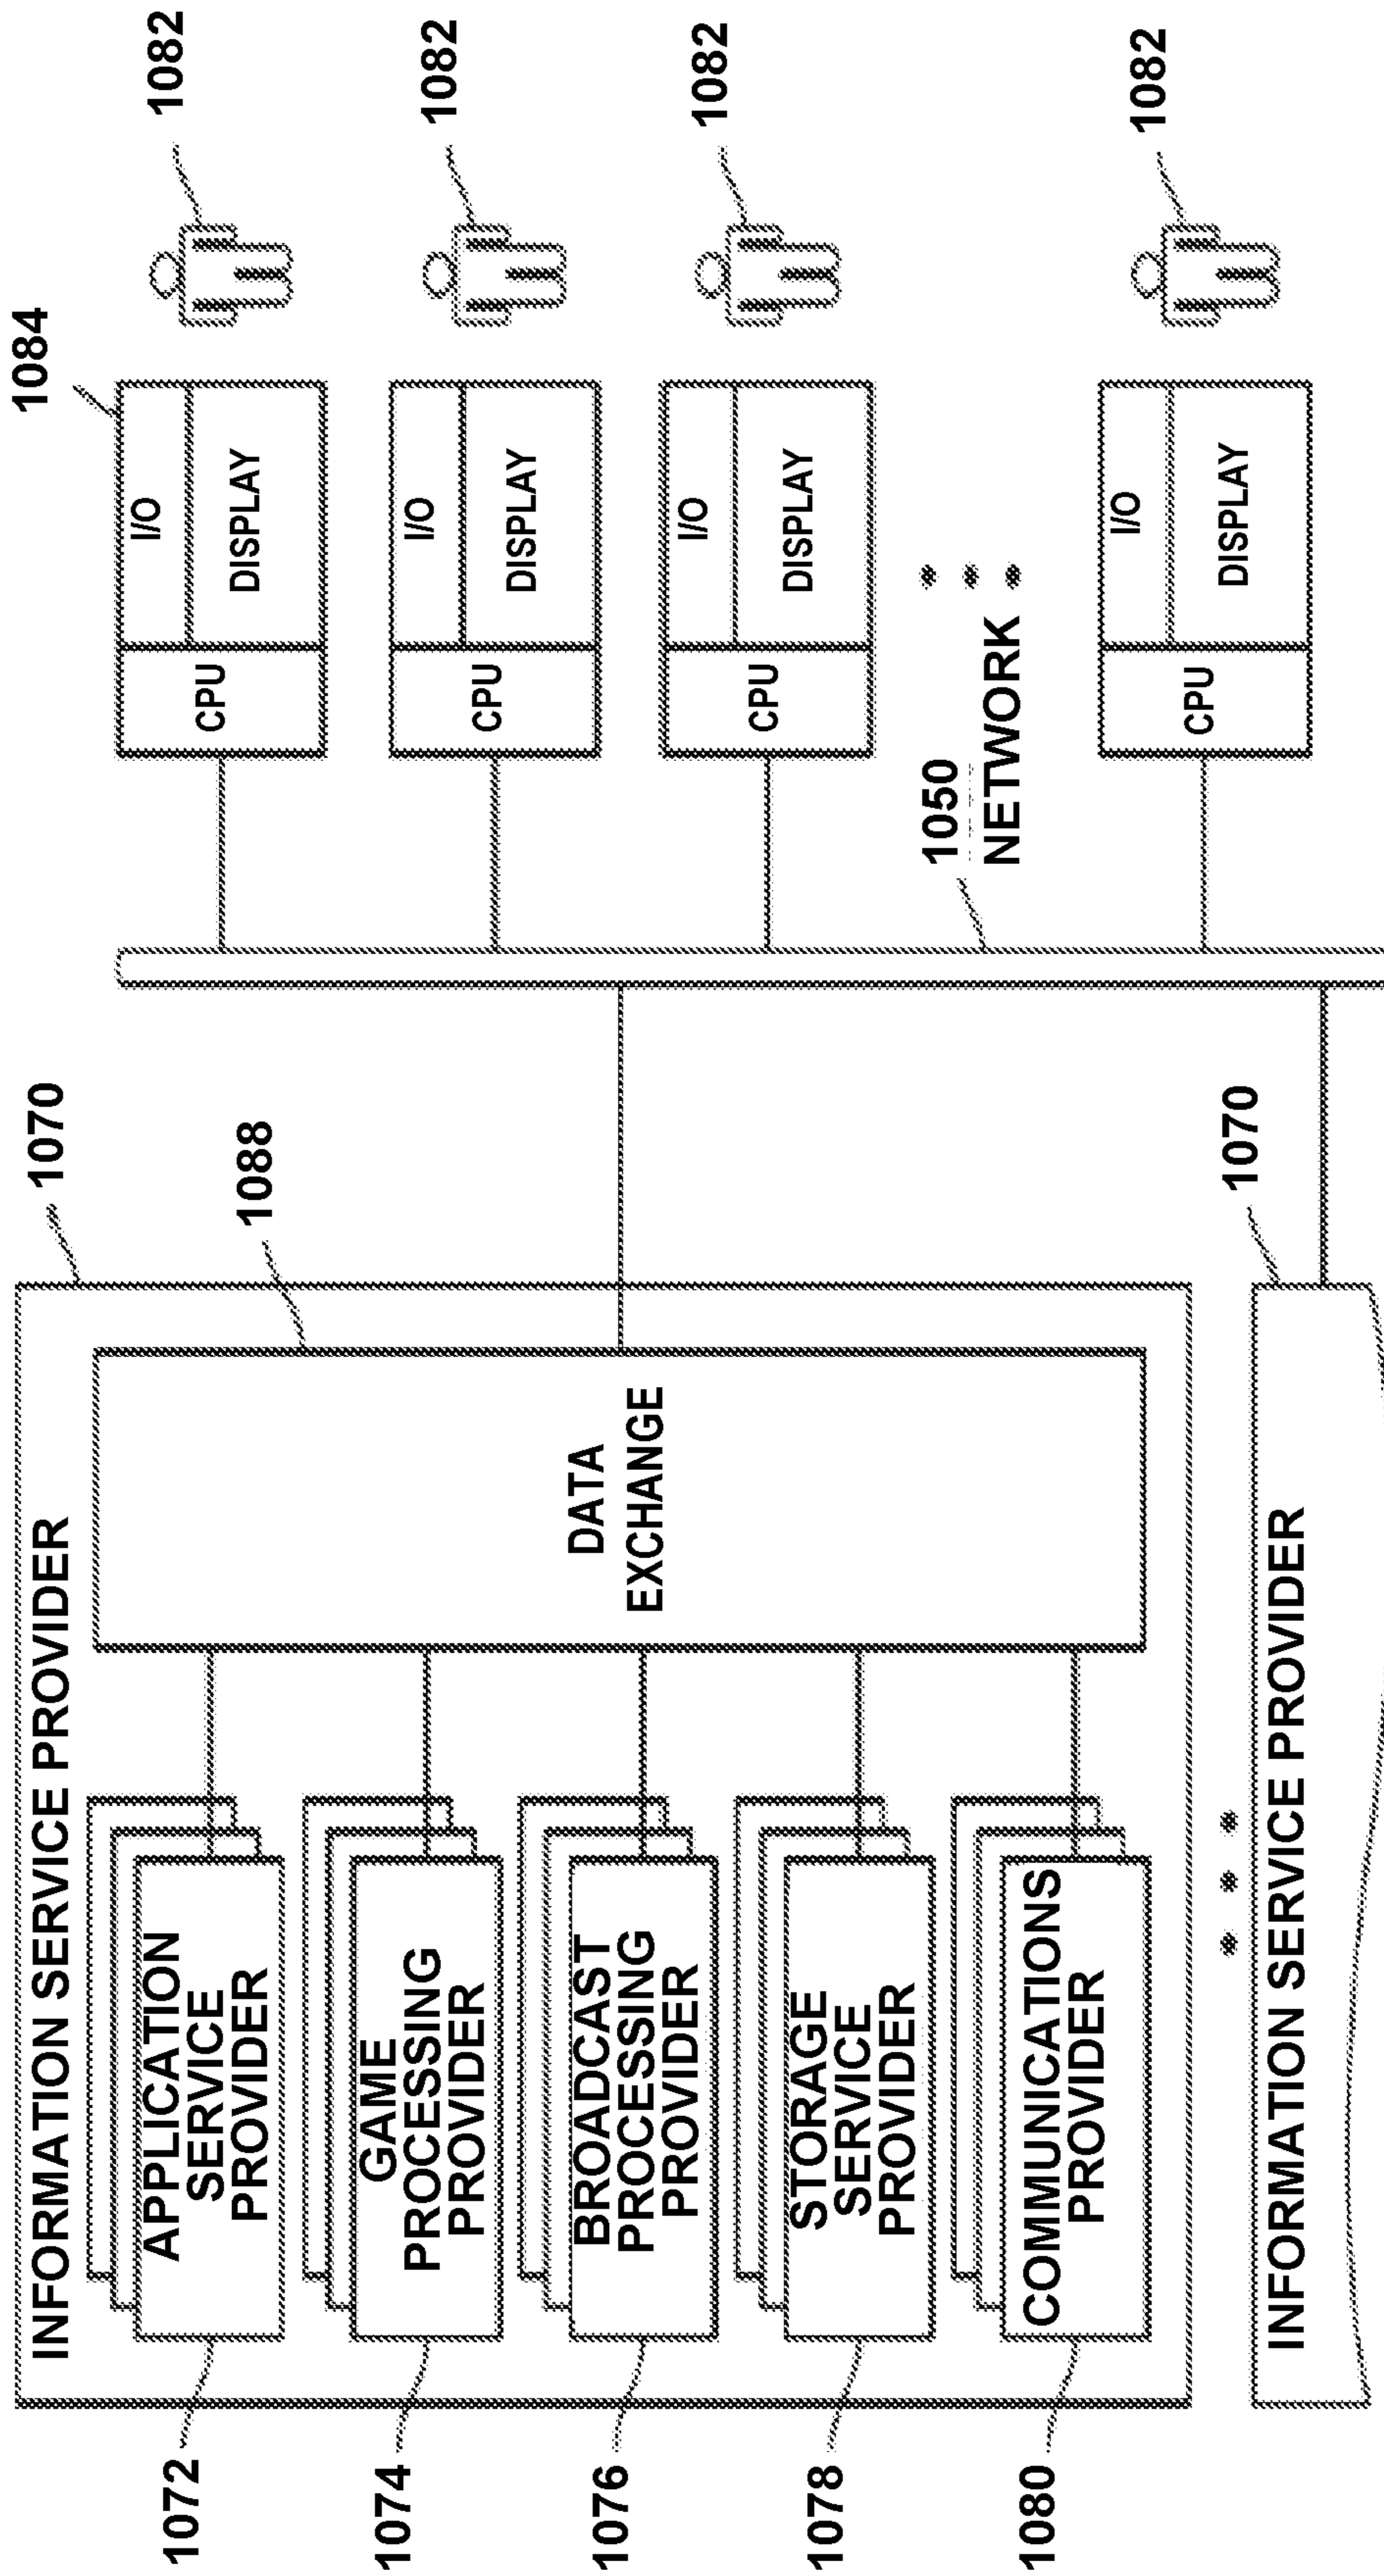 INFORMATION SERVICE PROVIDER
1070
1072
APPLICATION
SERVICE
PROVIDER
1074
GAME
PROCESSING
PROVIDER
1076
BROADCAST
PROCESSING
PROVIDER
1078
STORAGE
SERVICE
PROVIDER
1080
COMMUNICATIONS
PROVIDER
1088
DATA
EXCHANGE
INFORMATION SERVICE PROVIDER
1070
1050
NETWORK
1084
CPU
I/O
DISPLAY
1082
CPU
I/O
DISPLAY
1082
CPU
I/O
DISPLAY
1082
CPU
I/O
DISPLAY
1082